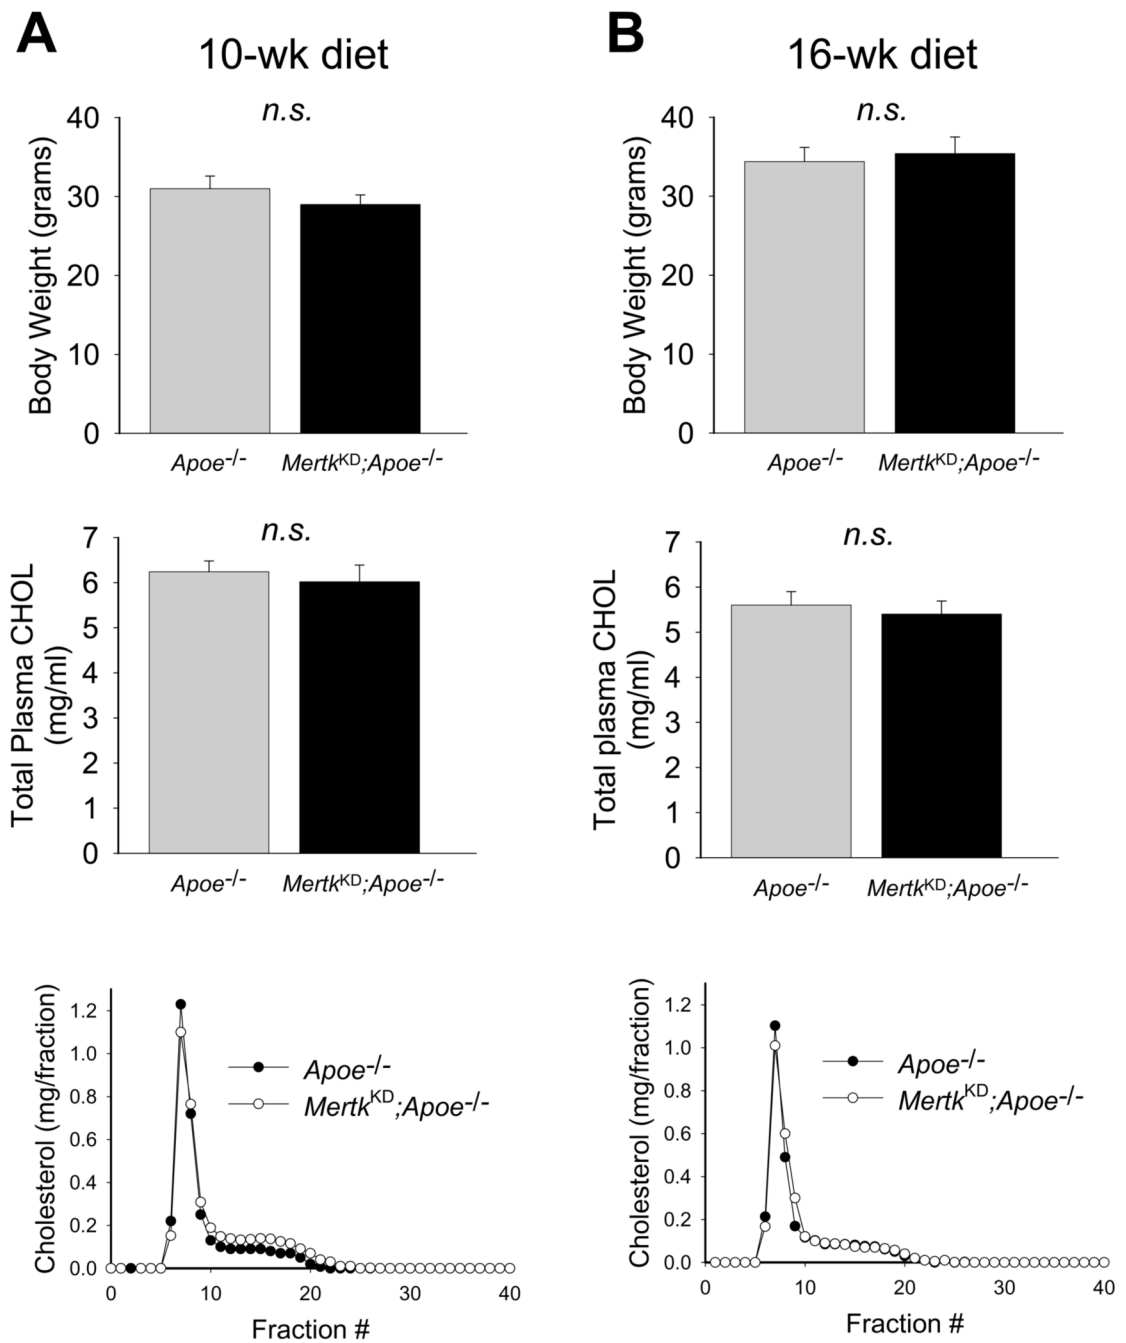 A
10-wk diet
n.s.
Body Weight (grams)
40
30
20
10
0
Apoe-/-
MertkKD;Apoe-/-
n.s.
Total Plasma CHOL
(mg/ml)
7
6
5
4
3
2
1
0
Apoe-/-
MertkKD;Apoe-/-
Cholesterol (mg/fraction)
1.2
1.0
0.8
0.6
0.4
0.2
0.0
Apoe-/-
MertkKD;Apoe-/-
0 10 20 30 40
Fraction #
B
16-wk diet
n.s.
Body Weight (grams)
40
30
20
10
0
Apoe-/-
MertkKD;Apoe-/-
n.s.
Total plasma CHOL
(mg/ml)
7
6
5
4
3
2
1
0
Apoe-/-
MertkKD;Apoe-/-
Cholesterol (mg/fraction)
1.2
1.0
0.8
0.6
0.4
0.2
0.0
Apoe-/-
MertkKD;Apoe-/-
0 10 20 30 40
Fraction #